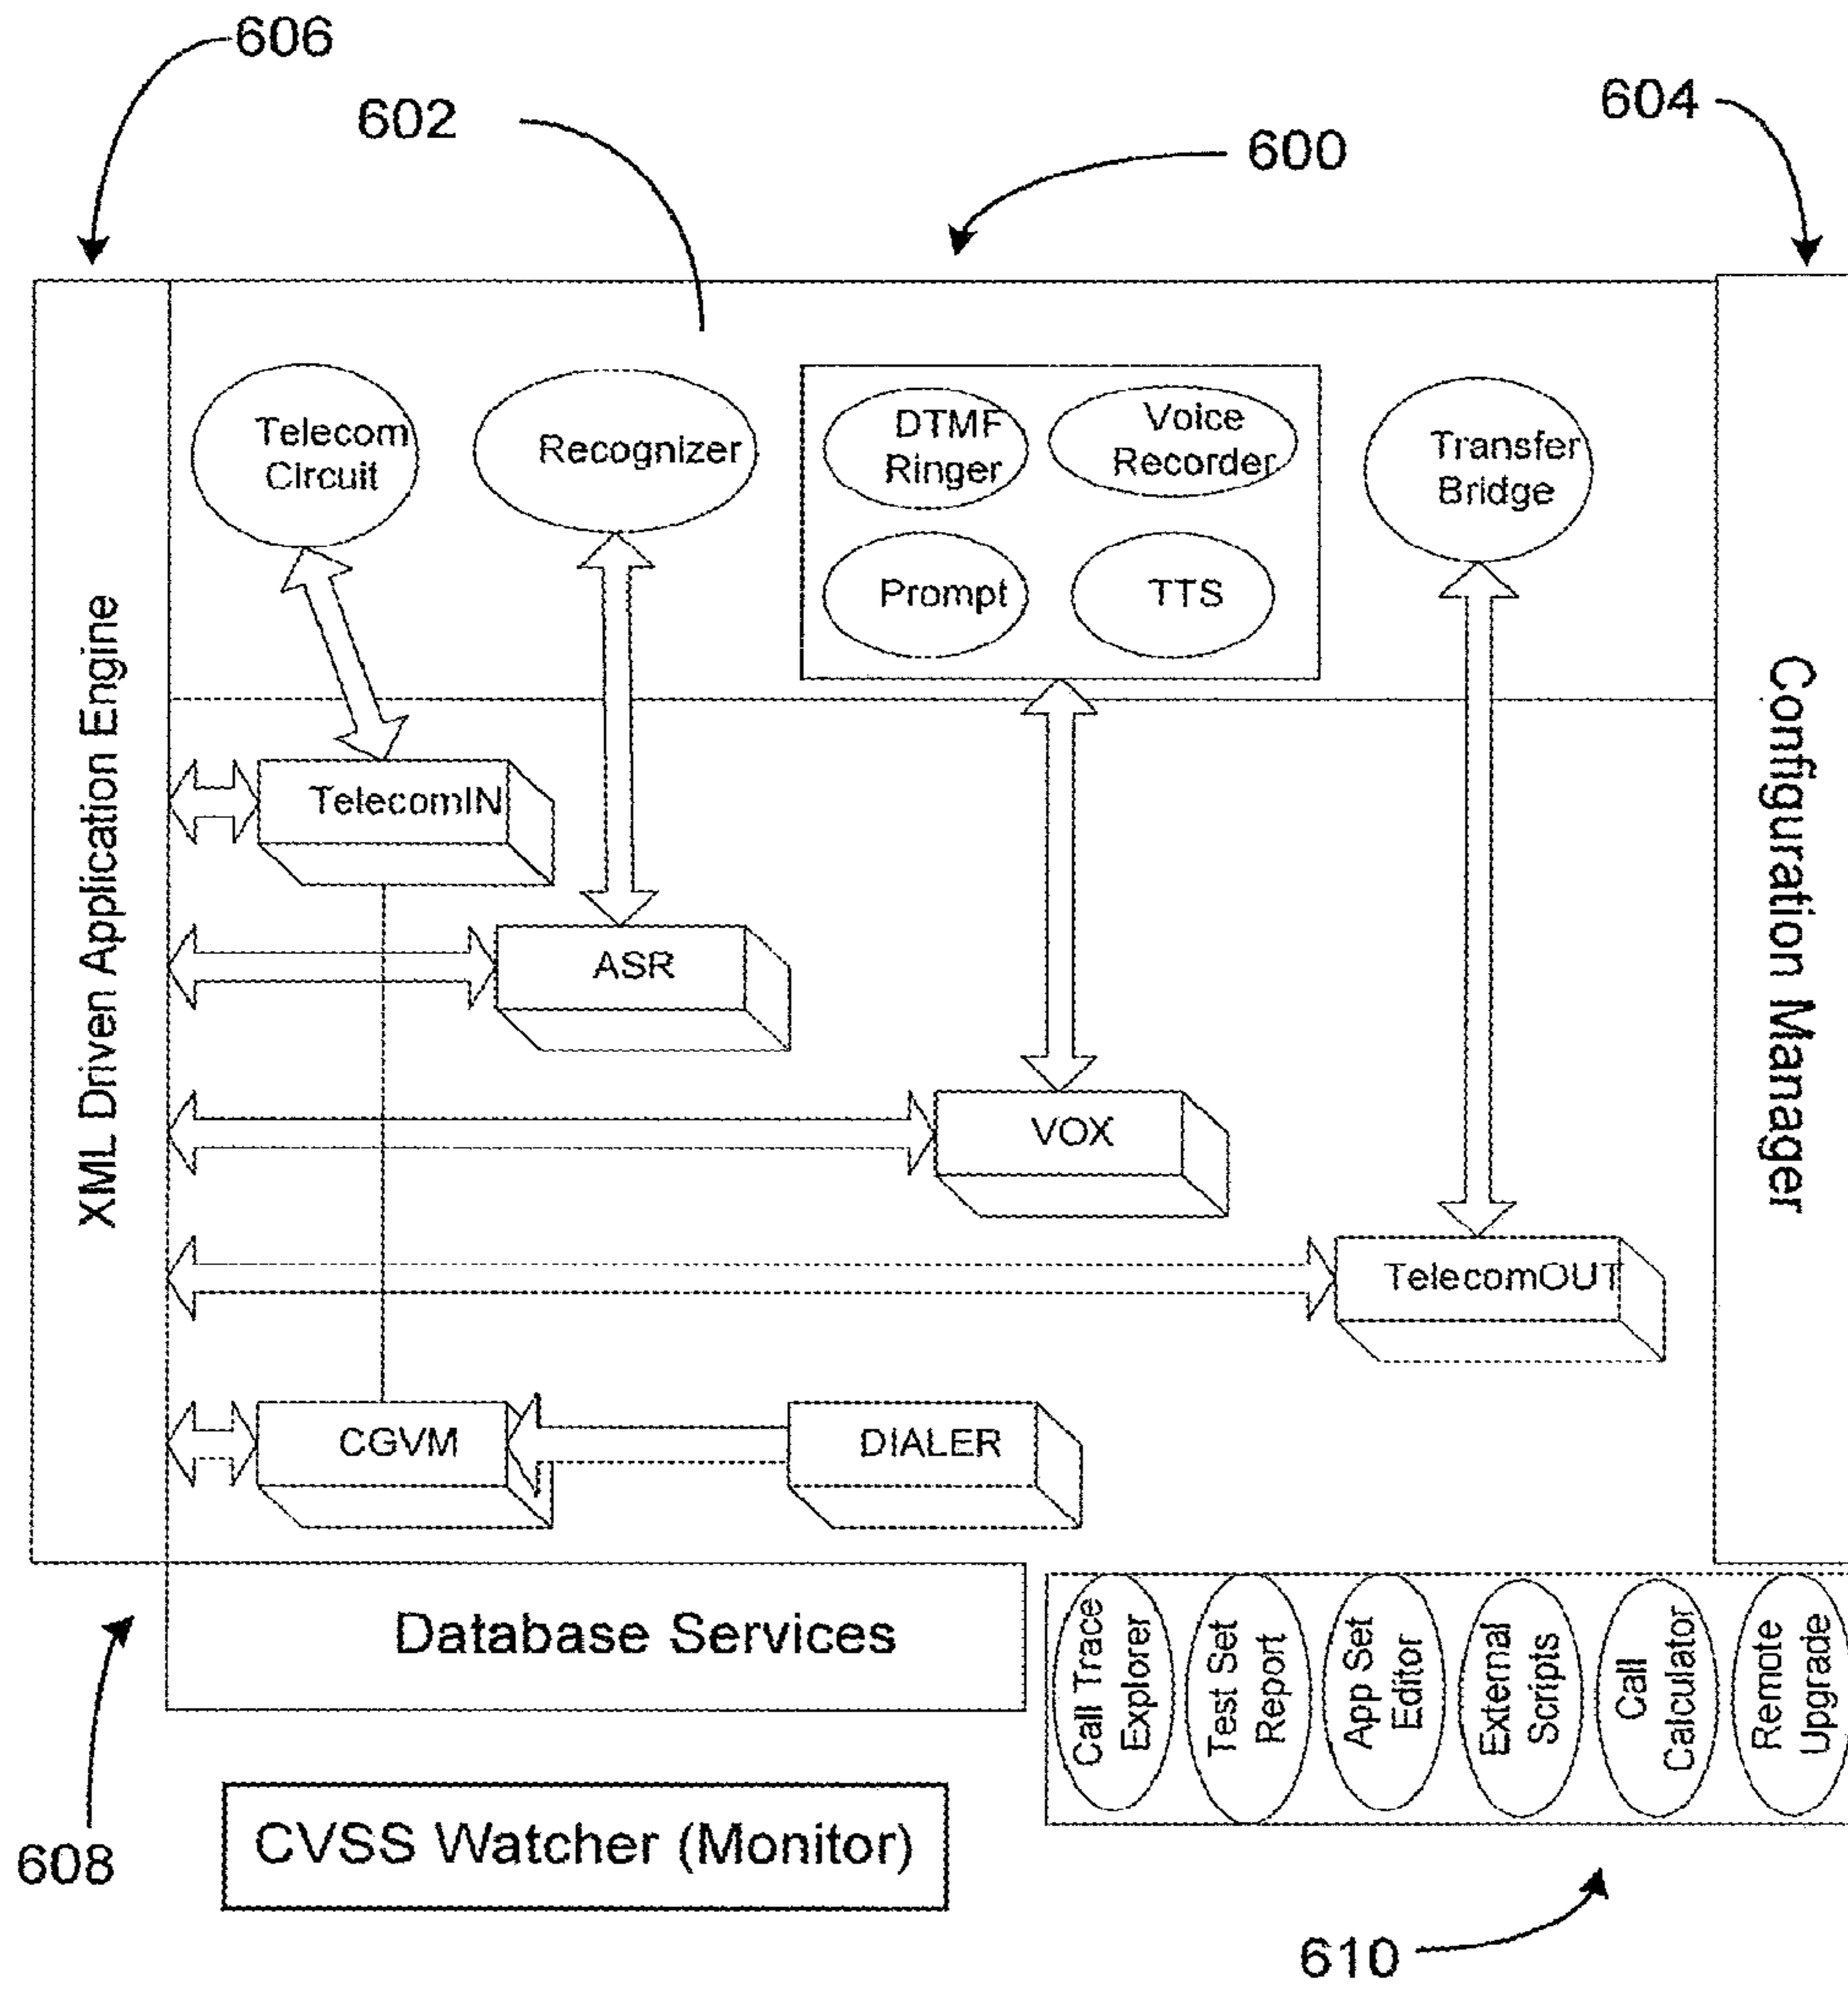 606
602
600
604
XML Driven Application Engine
Telecom
Circuit
Recognizer
DTMF
Ringer
Voice
Recorder
Prompt
TTS
Transfer
Bridge
Configuration Manager
TelecomIN
ASR
VOX
TelecomOUT
CGVM
DIALER
Database Services
Call Trace
Explorer
Test Set
Report
App Set
Editor
External
Scripts
Call
Calculator
Remote
Upgrade
CVSS Watcher (Monitor)
608
610